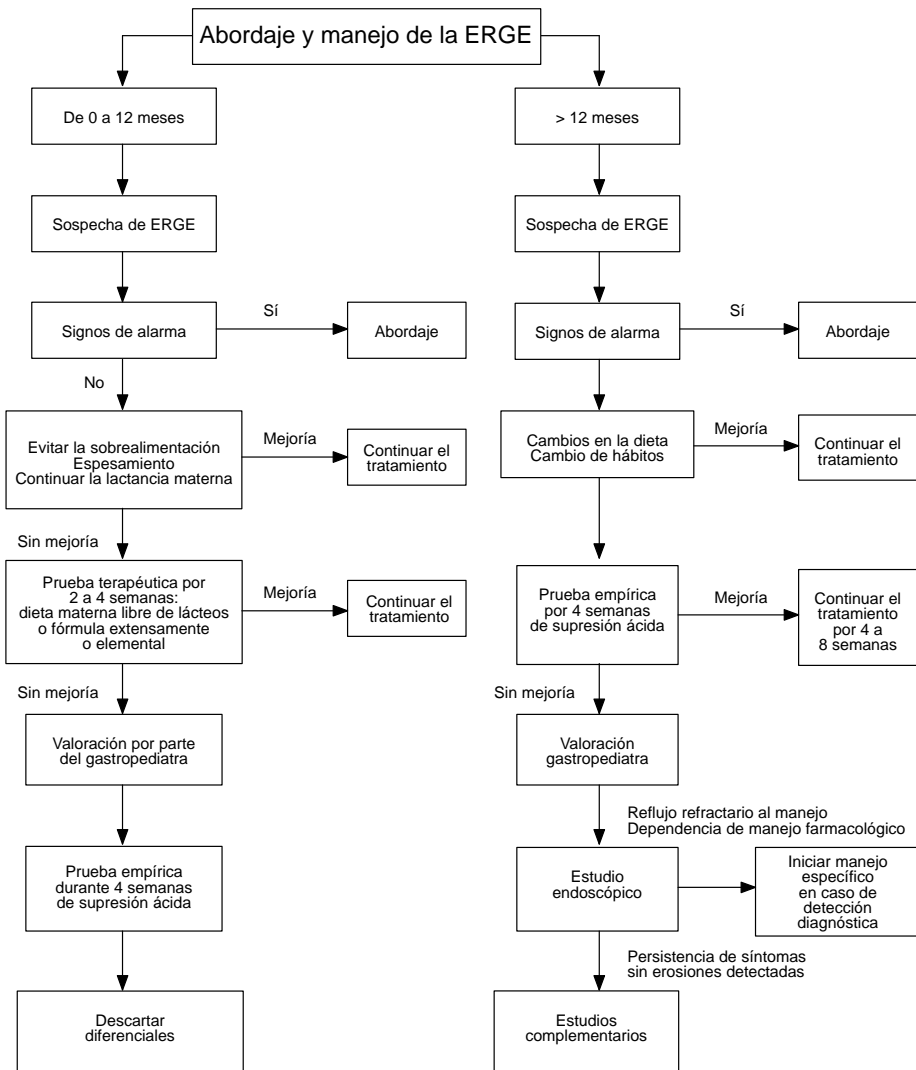 Abordaje y manejo de la ERGE
De 0 a 12 meses
Sospecha de ERGE
Signos de alarma
Sí
Abordaje
No
Evitar la sobrealimentación
Espesamiento
Continuar la lactancia materna
Mejoría
Continuar el
tratamiento
Sin mejoría
Prueba terapéutica por
2 a 4 semanas:
dieta materna libre de lácteos
o fórmula extensamente
o elemental
Mejoría
Continuar el
tratamiento
Sin mejoría
Valoración por parte
del gastropediatra
Prueba empírica
durante 4 semanas
de supresión ácida
Descartar
diferenciales
> 12 meses
Sospecha de ERGE
Signos de alarma
Sí
Abordaje
Cambios en la dieta
Cambio de hábitos
Mejoría
Continuar el
tratamiento
Prueba empírica
por 4 semanas
de supresión ácida
Mejoría
Continuar el
tratamiento
por 4 a
8 semanas
Sin mejoría
Valoración
gastropediatra
Reflujo refractario al manejo
Dependencia de manejo farmacológico
Estudio
endoscópico
Iniciar manejo
específico
en caso de
detección
diagnóstica
Persistencia de síntomas
sin erosiones detectadas
Estudios
complementarios